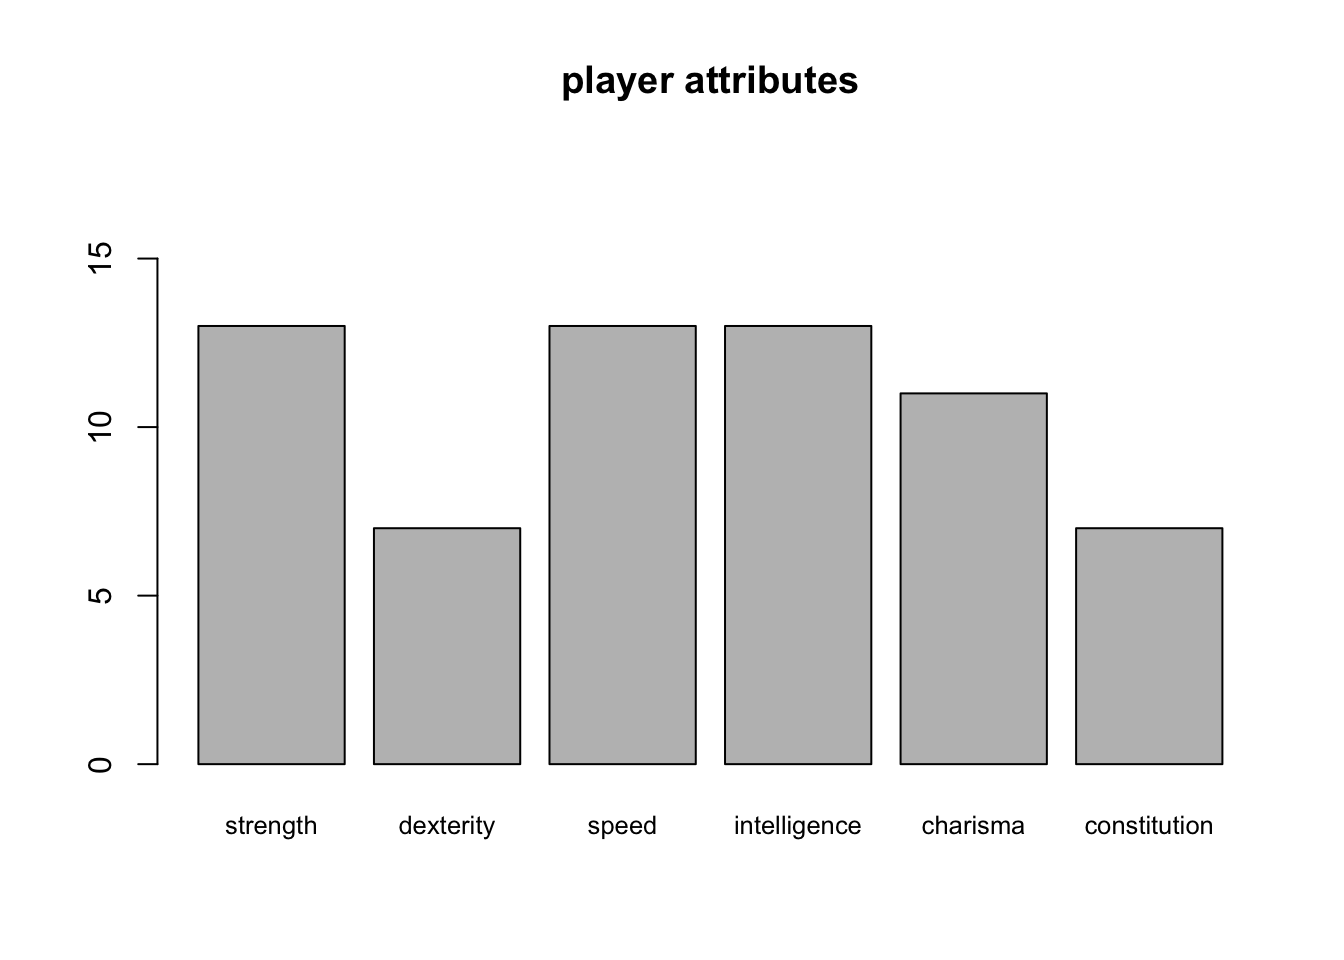 player attributes
15
10
5
0
strength dexterity speed intelligence charisma constitution